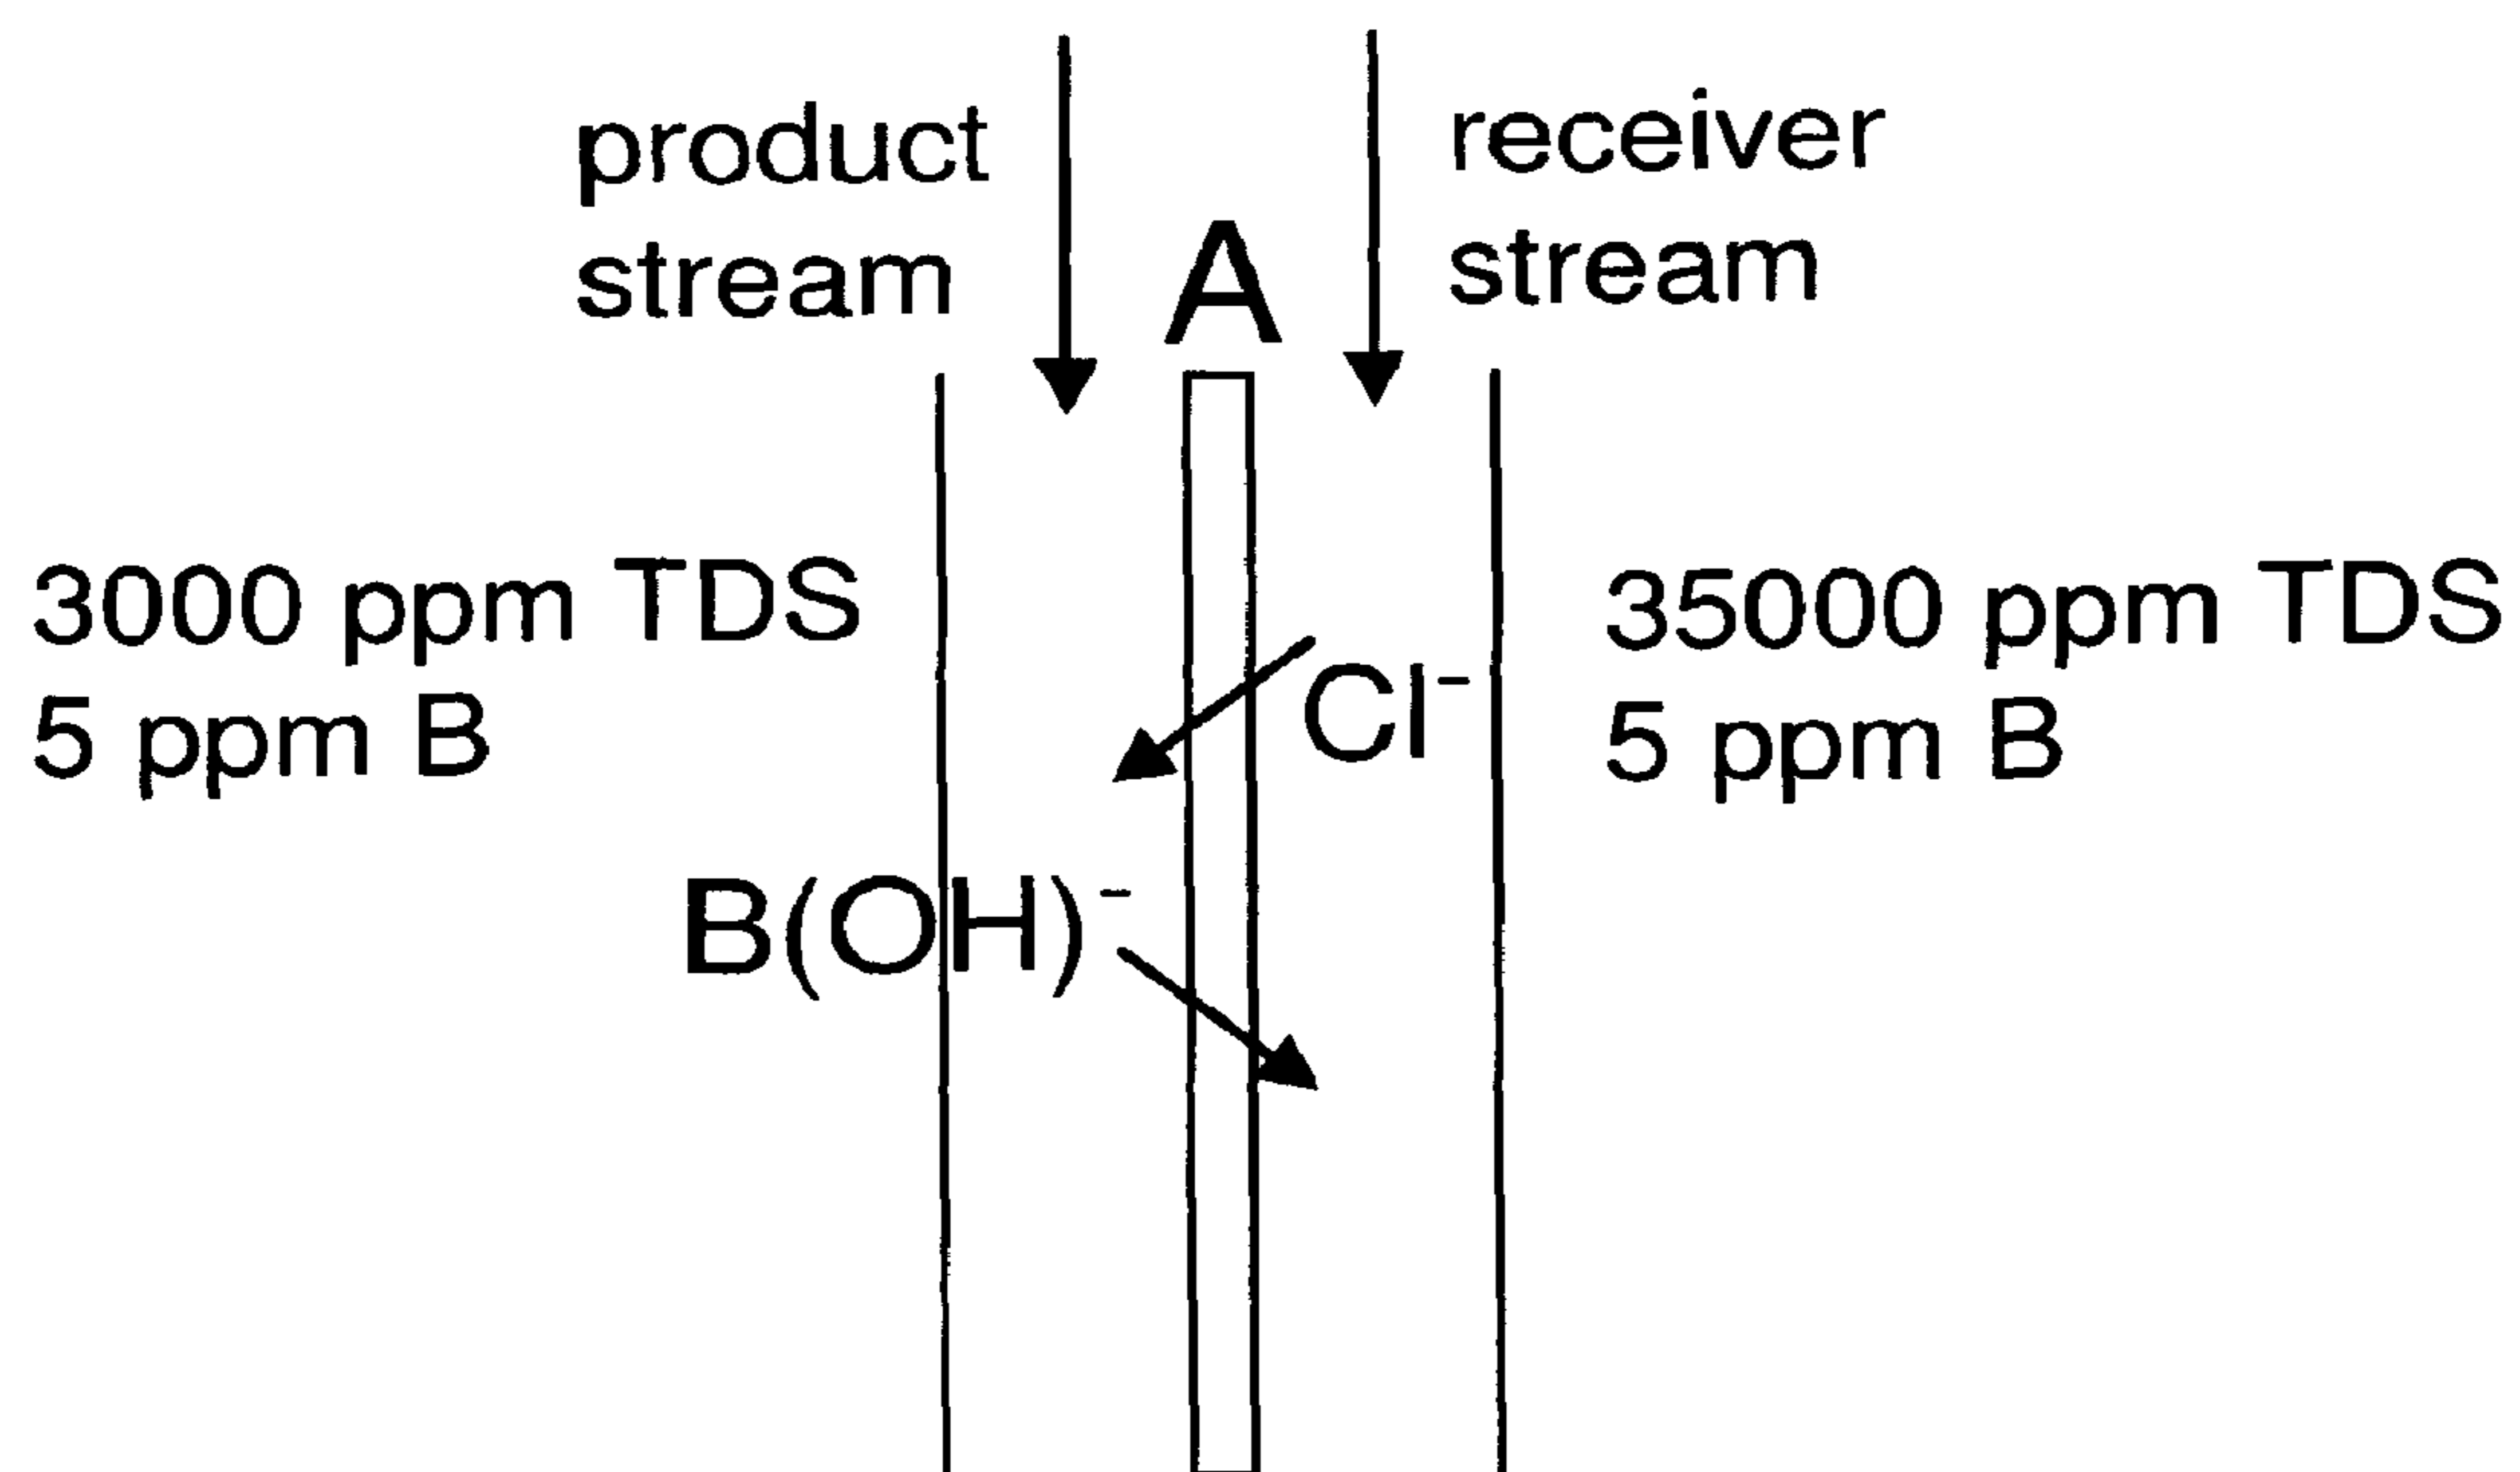 product
stream
receiver
stream
A
3000 ppm TDS
5 ppm B
35000 ppm TDS
5 ppm B
Cl⁻
B(OH)⁻